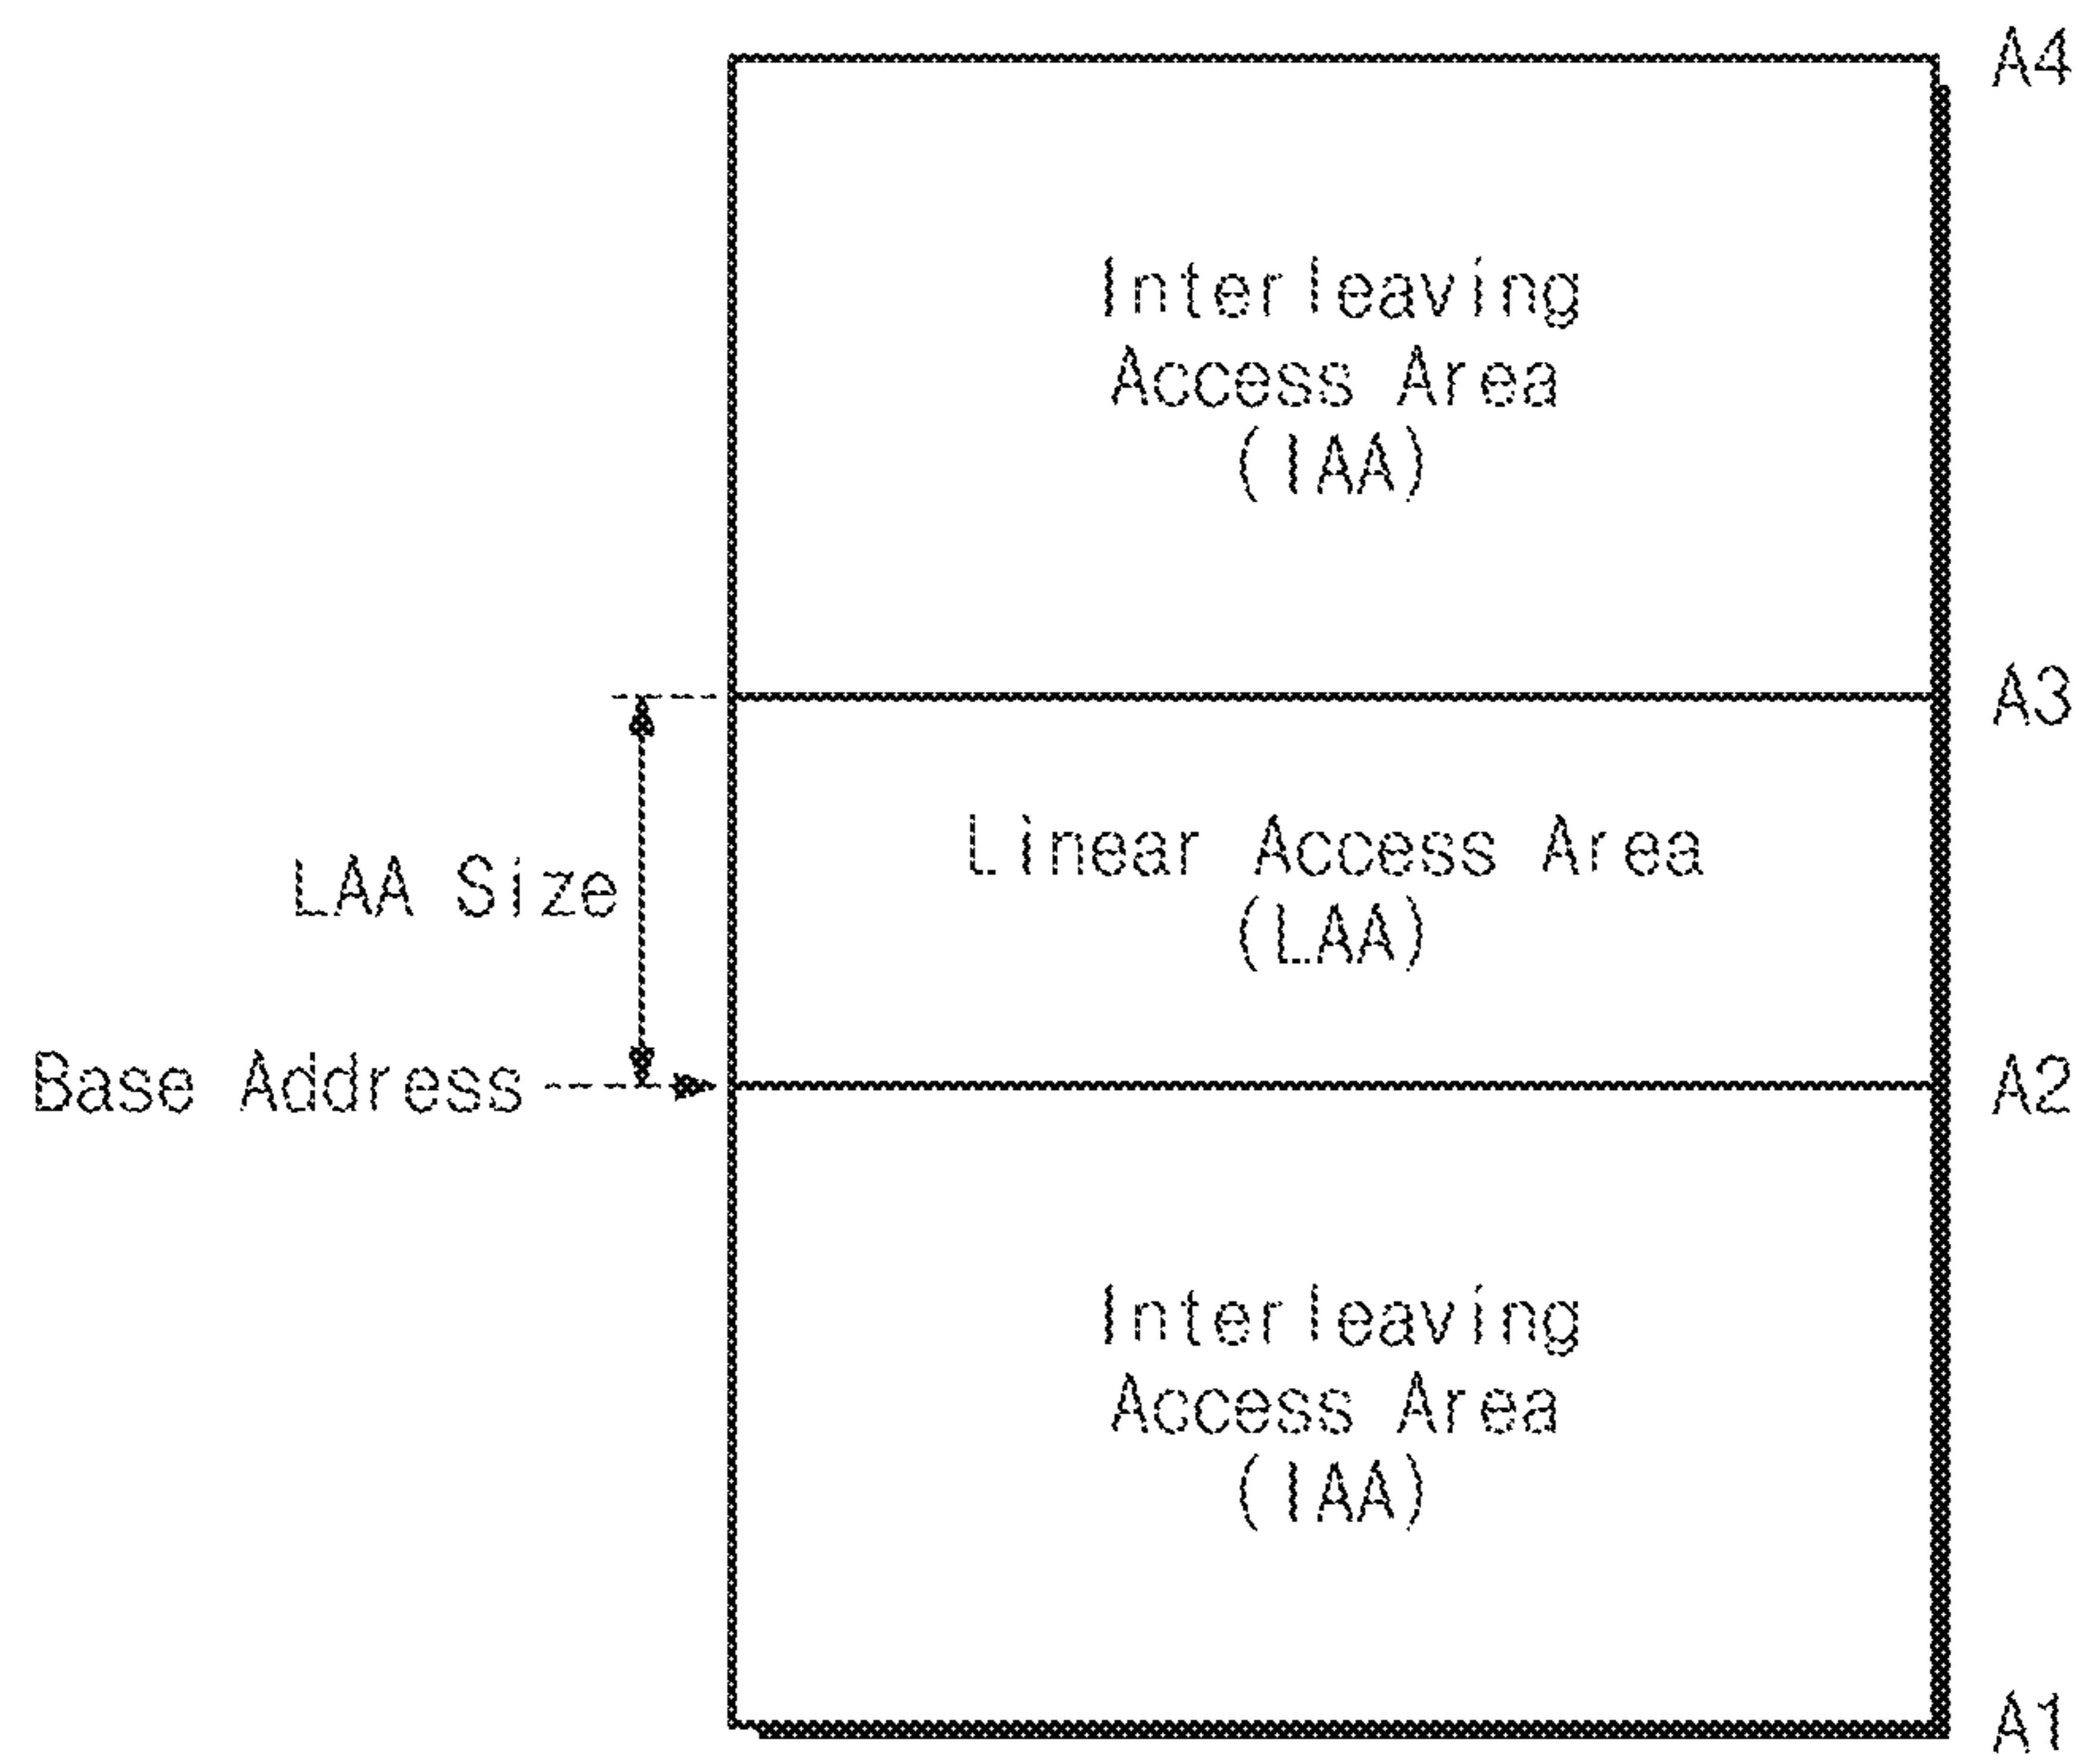 A4
Interleaving
Access Area
(IAA)
A3
Linear Access Area
(LAA)
LAA Size
Base Address
A2
Interleaving
Access Area
(IAA)
A1